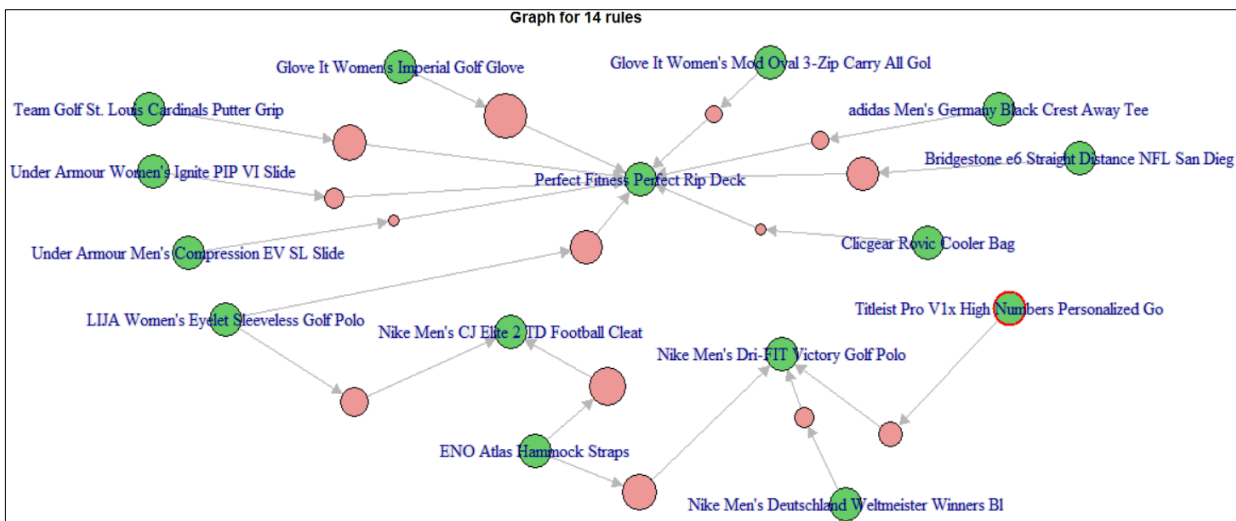 Graph for 14 rules
Glove It Women's Imperial Golf Glove
Glove It Women's Mod Oval 3-Zip Carry All Gol
Team Golf St. Louis Cardinals Putter Grip
adidas Men's Germany Black Crest Away Tee
Under Armour Women's Ignite PIP VI Slide
Bridgestone e6 Straight Distance NFL San Dieg
Perfect Fitness Perfect Rip Deck
Under Armour Men's Compression EV SL Slide
Clicgear Rovic Cooler Bag
LIJA Women's Eyelet Sleeveless Golf Polo
Titleist Pro V1x High Numbers Personalized Go
Nike Men's CJ Elite 2 TD Football Cleat
Nike Men's Dri-FIT Victory Golf Polo
ENO Atlas Hammock Straps
Nike Men's Deutschland Weltmeister Winners Bl